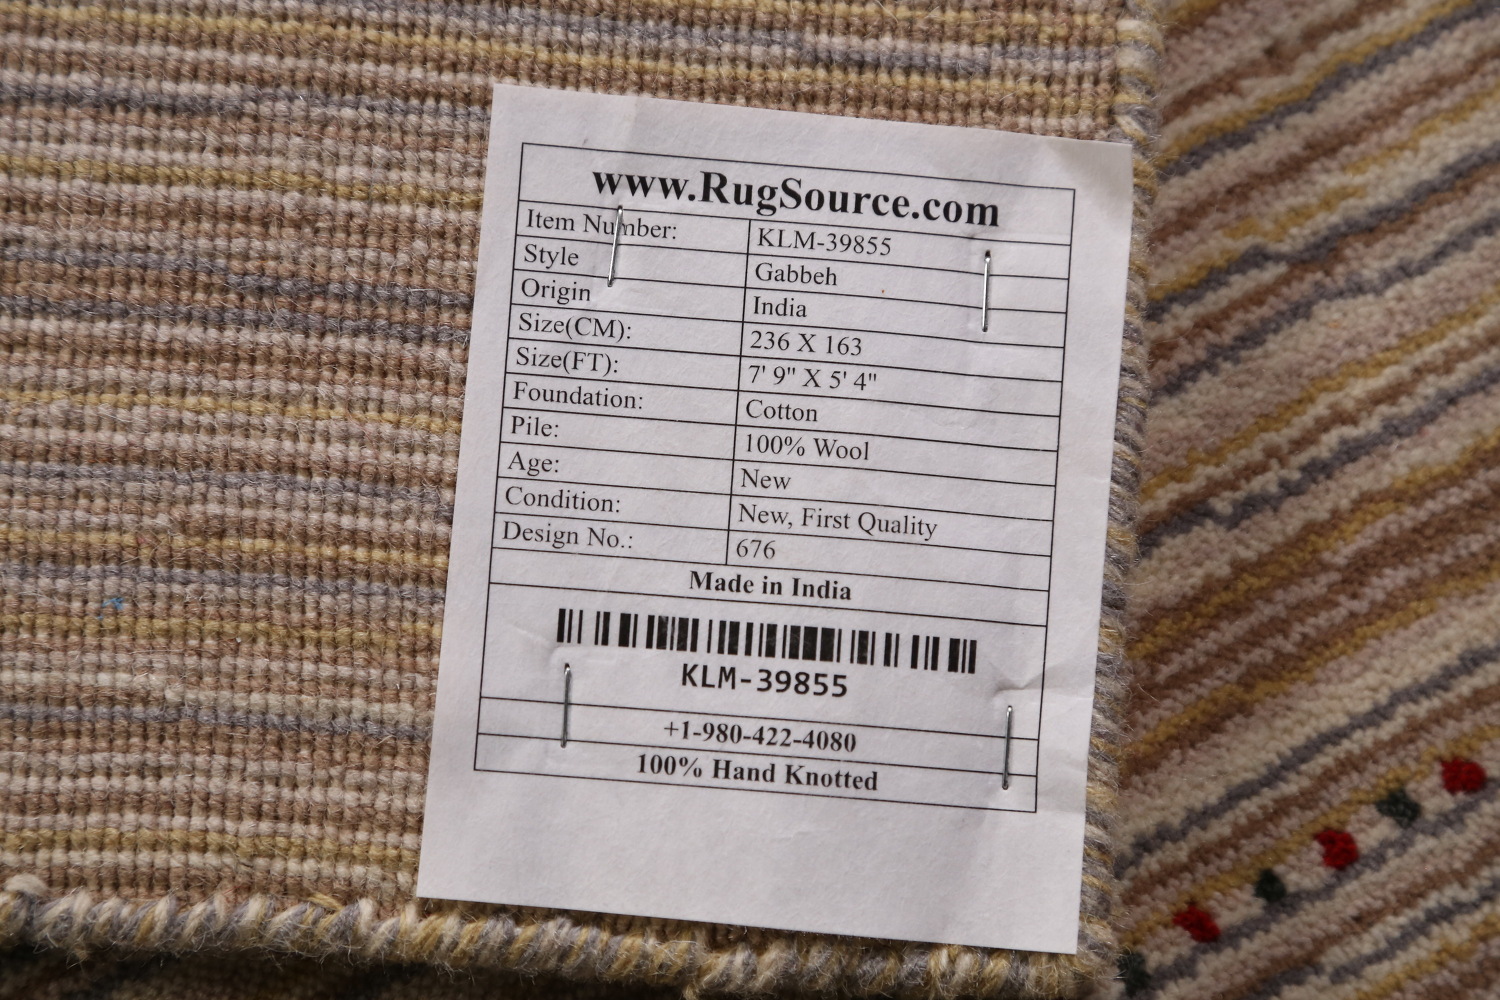 www.RugSource.com
Item Number: KLM-39855
Style Gabbeh
Origin India
Size(CM): 236 X 163
Size(FT): 7' 9" X 5' 4"
Foundation: Cotton
Pile: 100% Wool
Age: New
Condition: New, First Quality
Design No.: 676
Made in India
KLM-39855
+1-980-422-4080
100% Hand Knotted